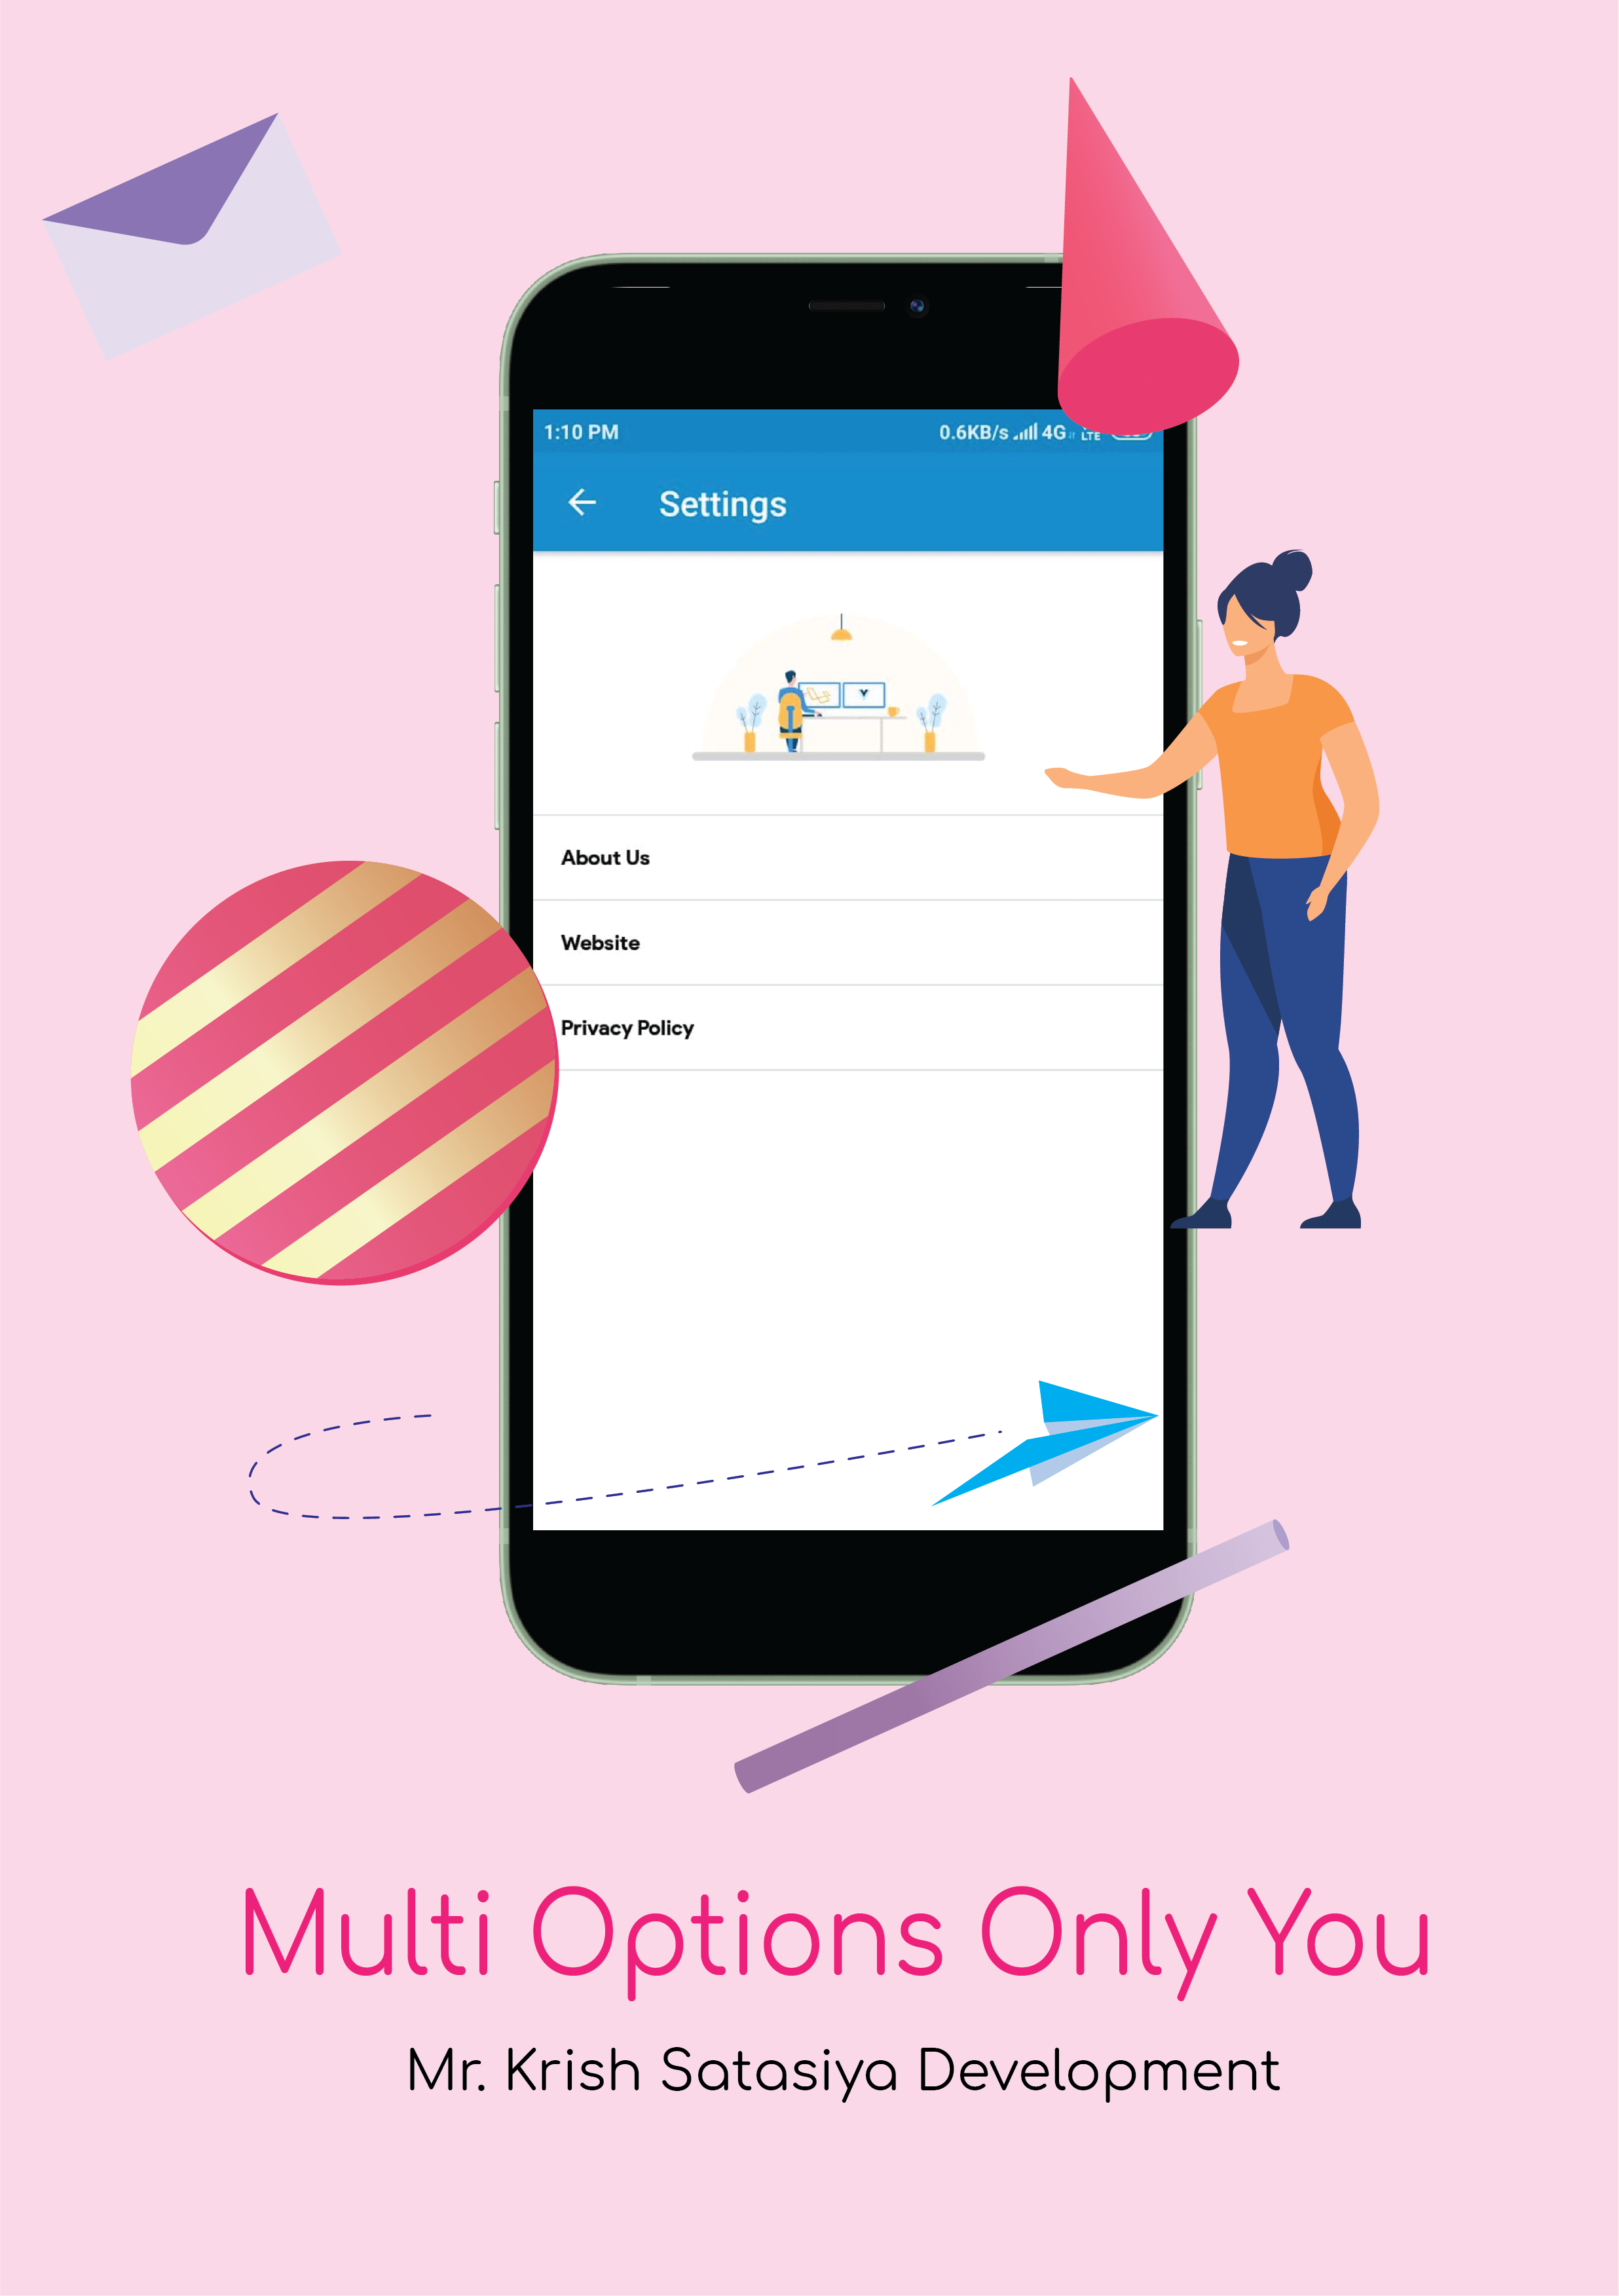 1:10 PM 0.6KB/s 4G LTE
Settings
About Us
Website
Privacy Policy
Multi Options Only You
Mr. Krish Satasiya Development